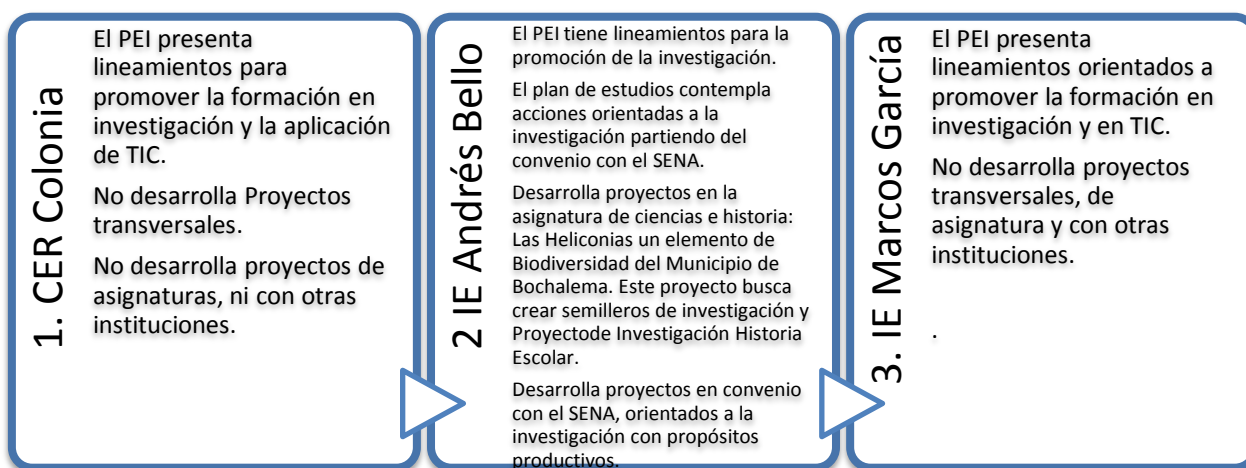 1. CER Colonia
El PEI presenta
lineamientos para
promover la formación en
investigación y la aplicación
de TIC.
No desarrolla Proyectos
transversales.
No desarrolla proyectos de
asignaturas, ni con otras
instituciones.
2 IE Andrés Bello
El PEI tiene lineamientos para la
promoción de la investigación.
El plan de estudios contempla
acciones orientadas a la
investigación partiendo del
convenio con el SENA.
Desarrolla proyectos en la
asignatura de ciencias e historia:
Las Heliconias un elemento de
Biodiversidad del Municipio de
Bochalema. Este proyecto busca
crear semilleros de investigación y
Proyectode Investigación Historia
Escolar.
Desarrolla proyectos en convenio
con el SENA, orientados a la
investigación con propósitos
productivos.
3. IE Marcos García
El PEI presenta
lineamientos orientados a
promover la formación en
investigación y en TIC.
No desarrolla proyectos
transversales, de
asignatura y con otras
instituciones.
.